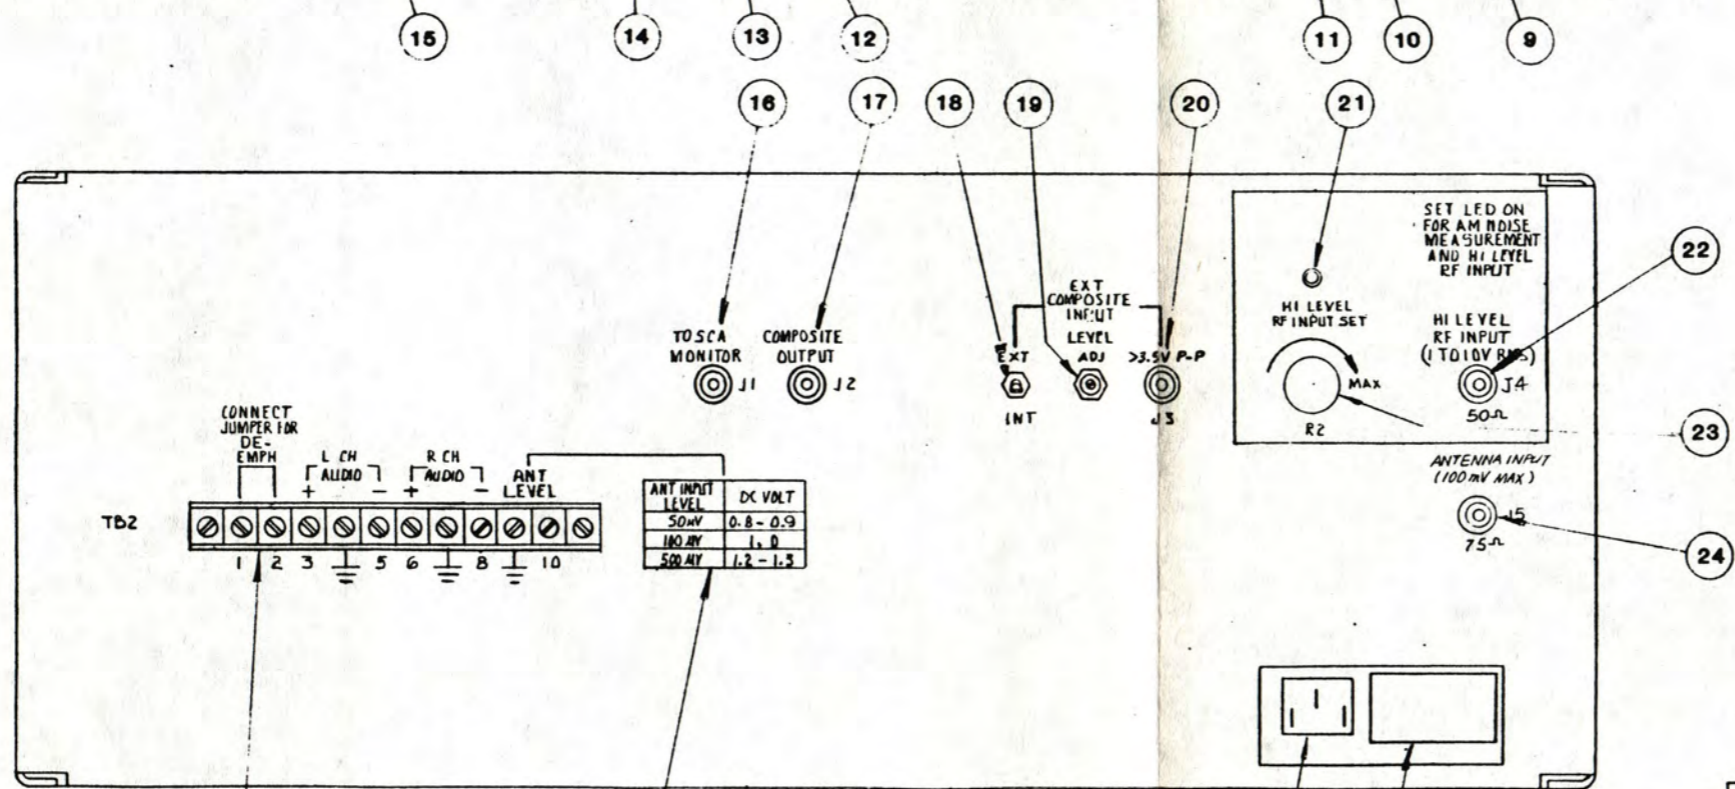 15
14
13
12
11
10
9
16
17
18
19
20
21
22
23
24
SET LED ON
FOR AM NOISE
MEASUREMENT
AND HI LEVEL
RF INPUT
EXT
COMPOSITE
INPUT
LEVEL
ADJ
EXT
INT
>3.5V P-P
J3
HI LEVEL
RF INPUT SET
MAX
R2
HI LEVEL
RF INPUT
(1 TO 10V RMS)
J4
50Ω
TO SCA
MONITOR
J1
COMPOSITE
OUTPUT
J2
ANTENNA INPUT
(100 mV MAX)
J5
75Ω
CONNECT
JUMPER FOR
DE-
EMPH
L CH
AUDIO
+ -
R CH
AUDIO
+ -
ANT
LEVEL
TB2
1 2 3 5 6 8 10
ANT INPUT
LEVEL
DC VOLT
0.8 - 0.9
1.0
1.2 - 1.3